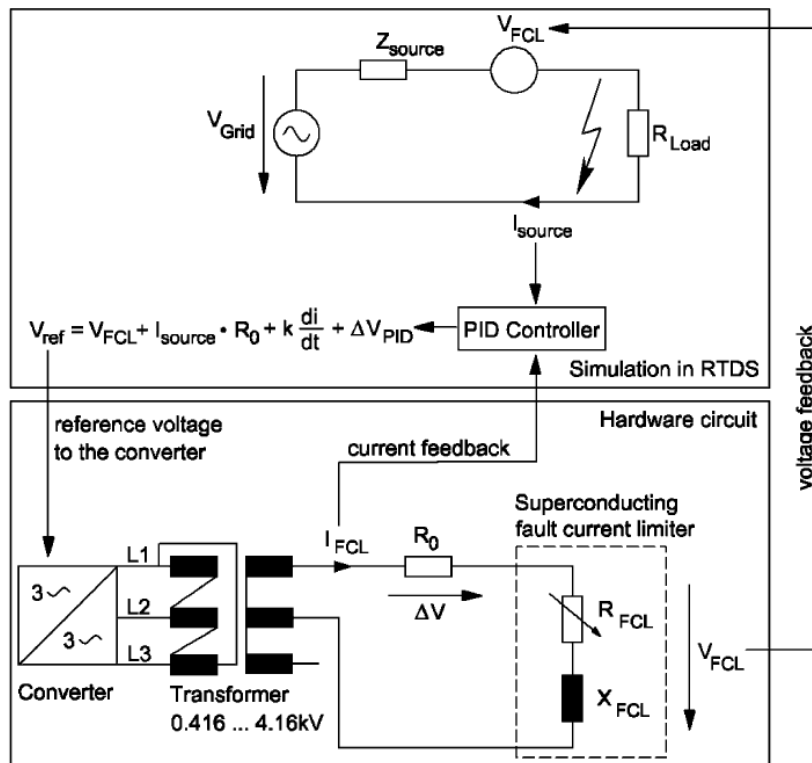 V_FCL
Z_source
V_Grid
R_Load
I_source
V_ref = V_FCL + I_source • R_0 + k di/dt + ΔV_PID
PID Controller
Simulation in RTDS
voltage feedback
reference voltage
to the converter
Hardware circuit
current feedback
Superconducting
fault current limiter
I_FCL
R_0
L1
L2
L3
3~
3~
ΔV
R_FCL
V_FCL
X_FCL
Converter
Transformer
0.416 ... 4.16kV